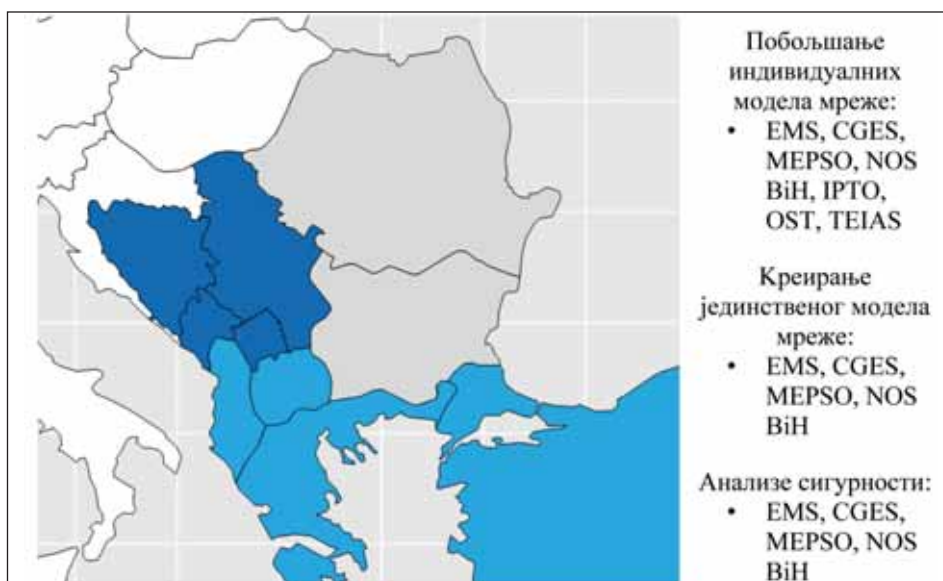 Побољшање
индивидуалних
модела мреже:
• EMS, CGES,
MEPSO, NOS
BiH, IPTO,
OST, TEIAS
Креирање
јединственог модела
мреже:
• EMS, CGES,
MEPSO, NOS
BiH
Анализе сигурности:
• EMS, CGES,
MEPSO, NOS
BiH